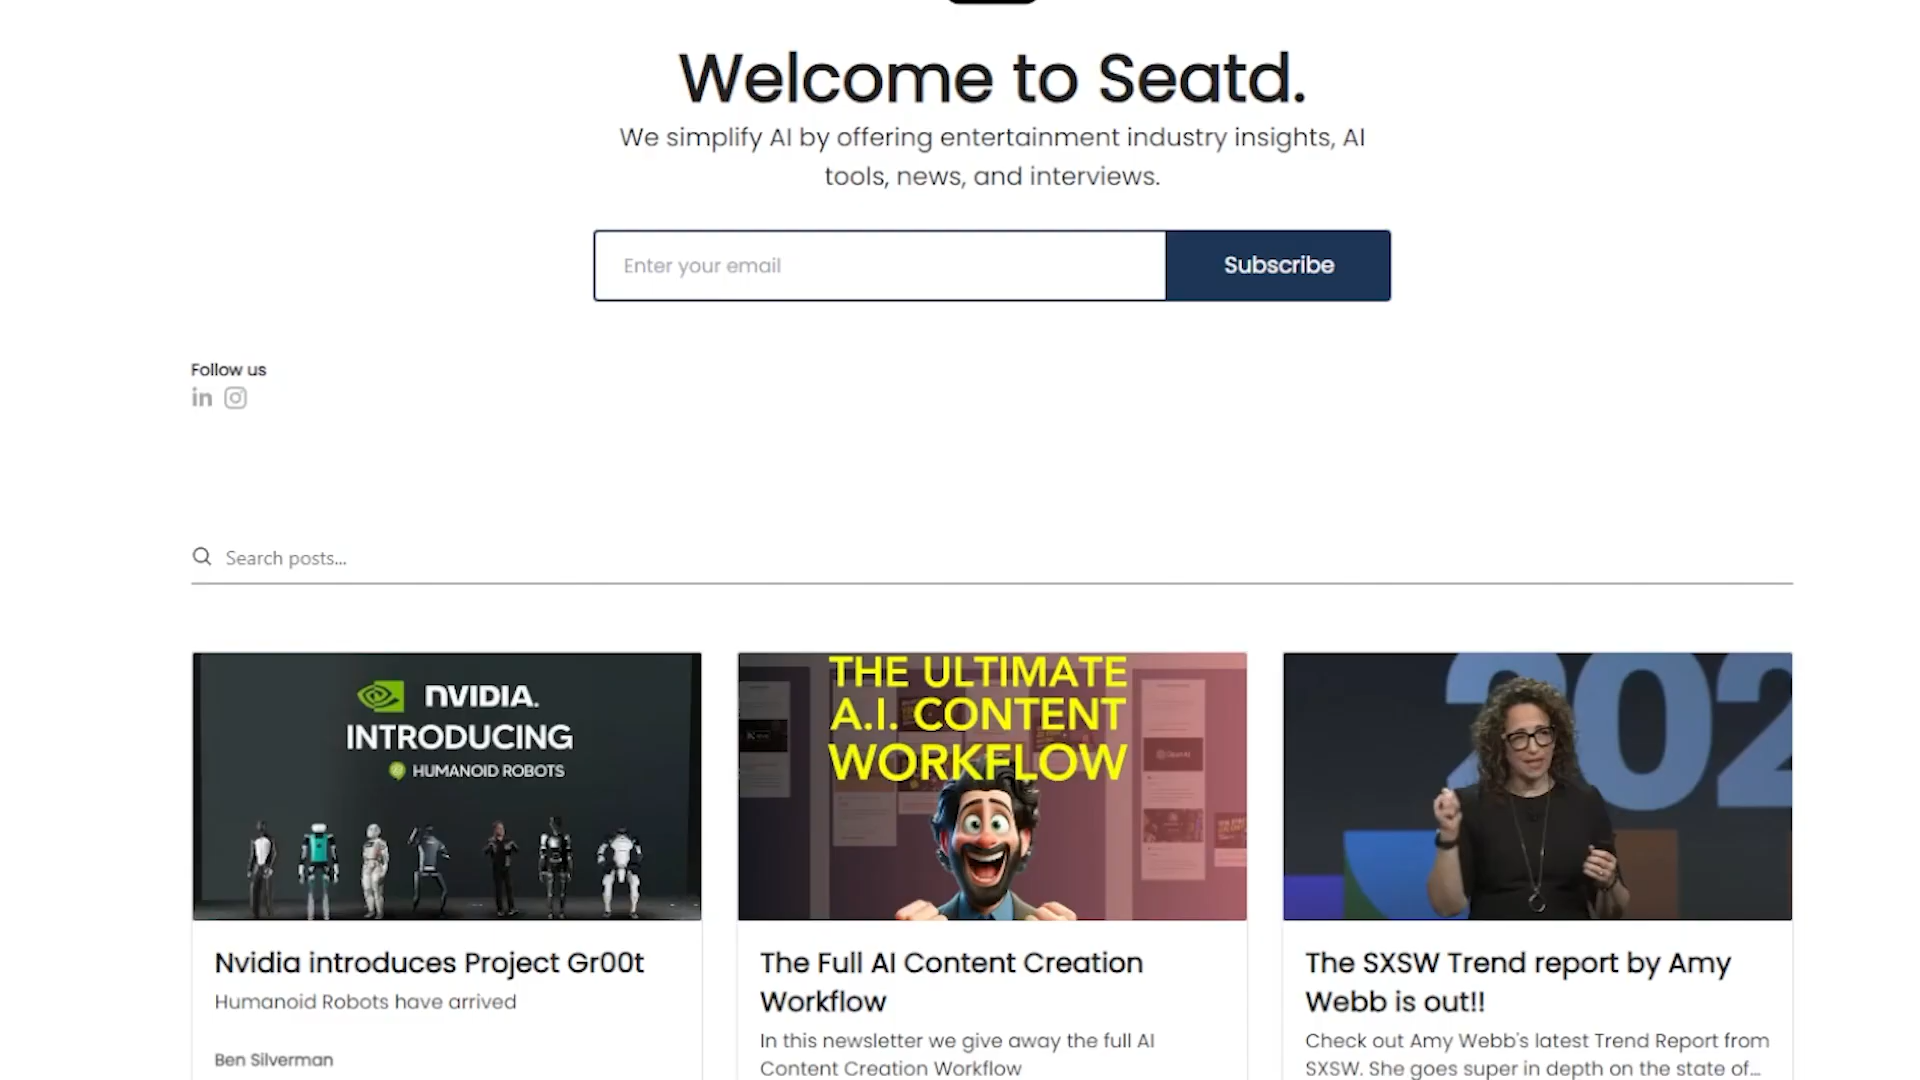 Welcome to Seatd.
We simplify AI by offering entertainment industry insights, AI
tools, news, and interviews.
Enter your email
Subscribe
Follow us
in
Search posts...
NVIDIA.
INTRODUCING
HUMANOID ROBOTS
THE ULTIMATE
A.I. CONTENT
WORKFLOW
202
Nvidia introduces Project Gr00t
Humanoid Robots have arrived
Ben Silverman
The Full AI Content Creation
Workflow
In this newsletter we give away the full AI
Content Creation Workflow
The SXSW Trend report by Amy
Webb is out!!
Check out Amy Webb's latest Trend Report from
SXSW. She goes super in depth on the state of...